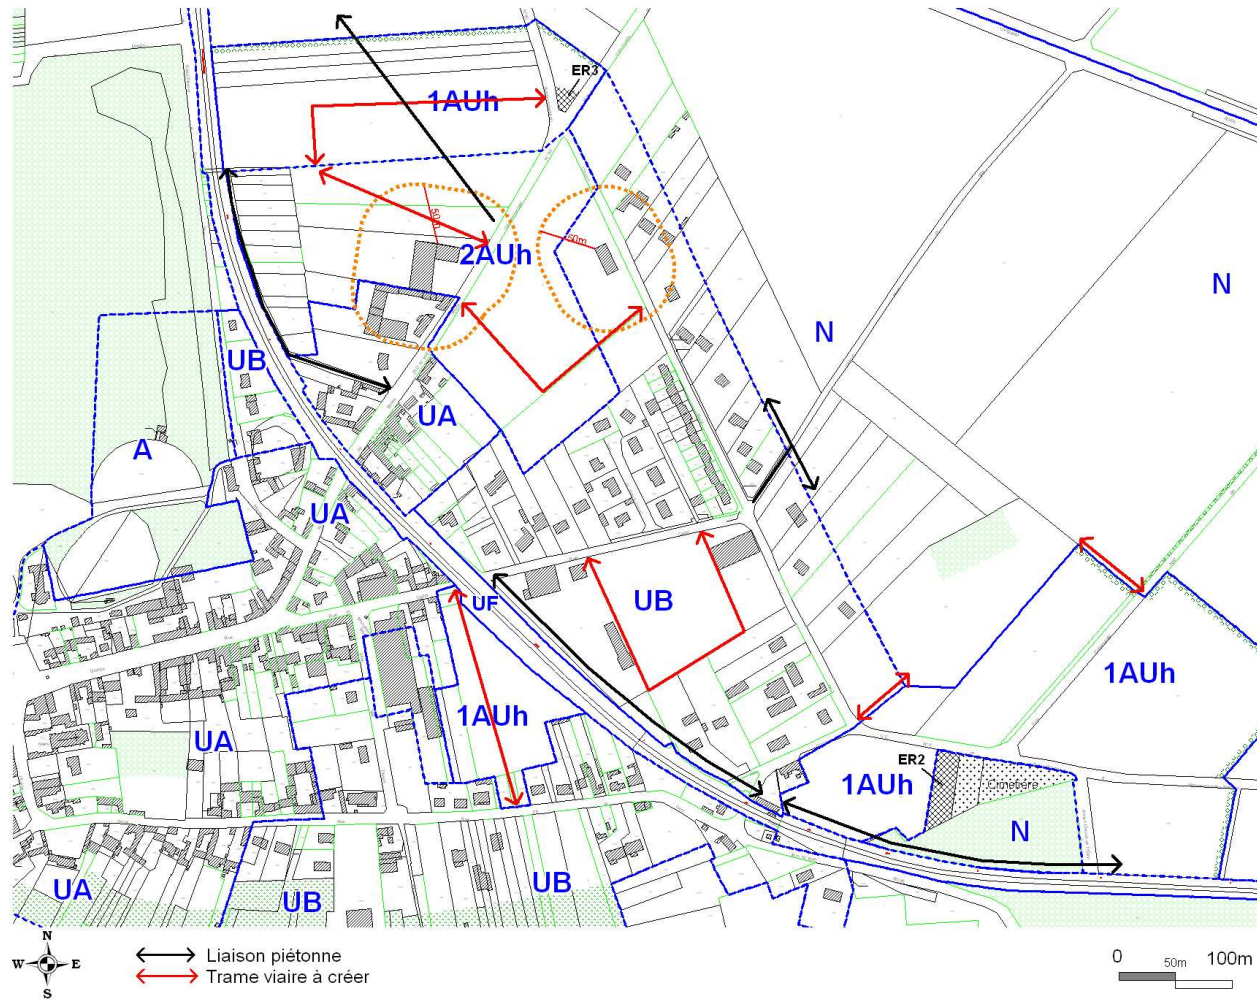 ER3
1AUh
50m
50m
2AUh
N
N
UB
UA
A
UA
UF
UB
1AUh
1AUh
UA
ER2
1AUh
Cimetière
N
UB
UA
UB
N
W
E
S
Liaison piétonne
Trame viaire à créer
0
50m
100m